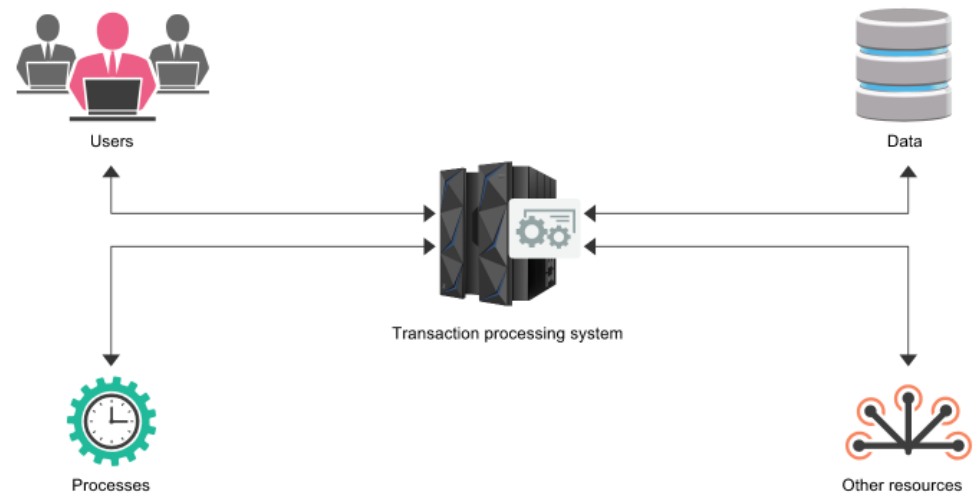 Users
Data
Transaction processing system
Processes
Other resources